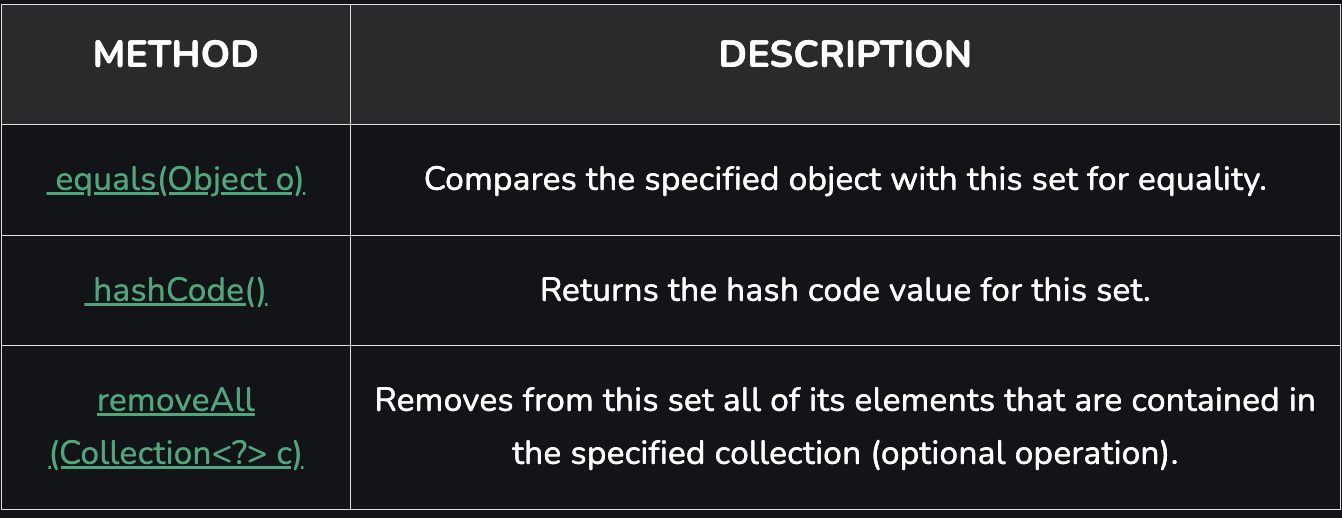 METHOD
DESCRIPTION
equals(Object o)
Compares the specified object with this set for equality.
hashCode()
Returns the hash code value for this set.
removeAll
(Collection<?> c)
Removes from this set all of its elements that are contained in
the specified collection (optional operation).